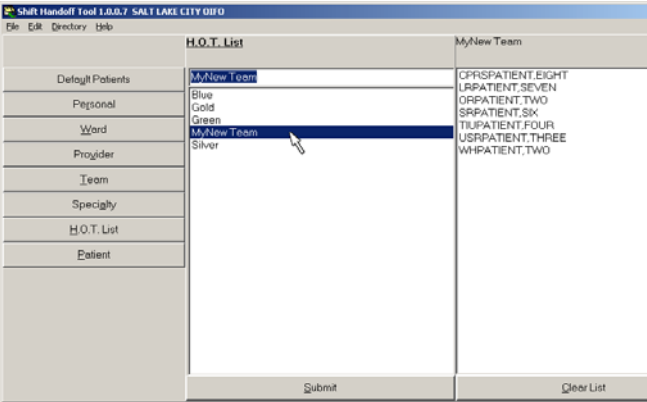 Shift Handoff Tool 1.0.0.7 SALT LAKE CITY OIFO
File Edit Directory Help
H.O.T. List
MyNew Team
Default Patients
Personal
Ward
Provider
Team
Specialty
H.O.T. List
Patient
MyNew Team
Blue
Gold
Green
MyNew Team
Silver
CPRSPATIENT,EIGHT
LRPATIENT,SEVEN
ORPATIENT,TWO
SRPATIENT,SIX
TIUPATIENT,FOUR
USRPATIENT,THREE
WHPATIENT,TWO
Submit
Clear List